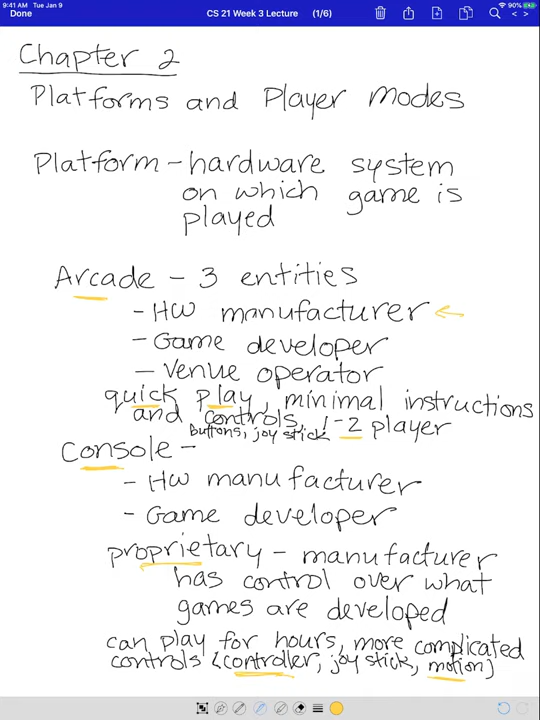 9:41 AM Tue Jan 9
90%
Done
CS 21 Week 3 Lecture (1/6)
Chapter 2
Platforms and Player Modes
Platform - hardware system
on which game is
played
Arcade - 3 entities
- HW manufacturer ←
- Game developer
- Venue operator
quick play, minimal instructions
and controls, 1-2 player
buttons, joy stick
Console -
- HW manufacturer
- Game developer
proprietary - manufacturer
has control over what
games are developed
can play for hours, more complicated
controls (controller, joy stick, motion)